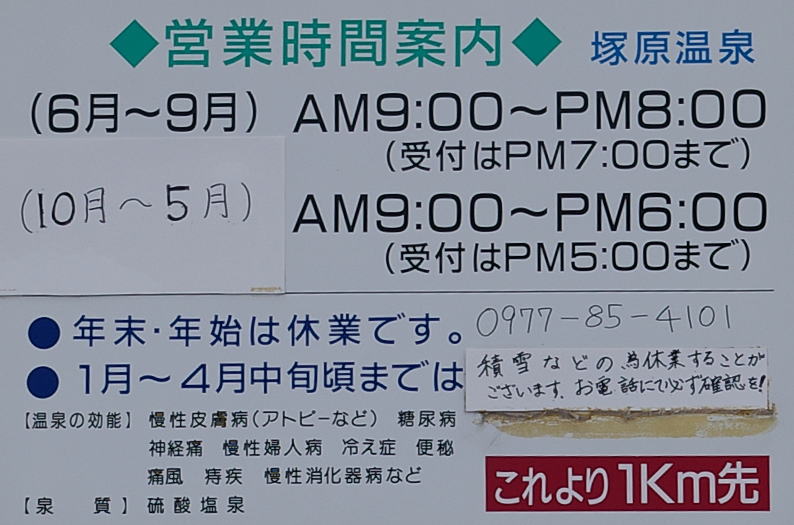 ◆営業時間案内◆ 塚原温泉
(6月〜9月) AM9:00〜PM8:00
(受付はPM7:00まで)
(10月〜5月) AM9:00〜PM6:00
(受付はPM5:00まで)
●年末・年始は休業です。 0977-85-4101
●1月〜4月中旬頃までは 積雪などの為休業することが
ございます。お電話にて必ず確認を!
【温泉の効能】 慢性皮膚病(アトピーなど) 糖尿病
神経痛 慢性婦人病 冷え症 便秘
痛風 痔疾 慢性消化器病など
【泉 質】 硫酸塩泉
これより1Km先